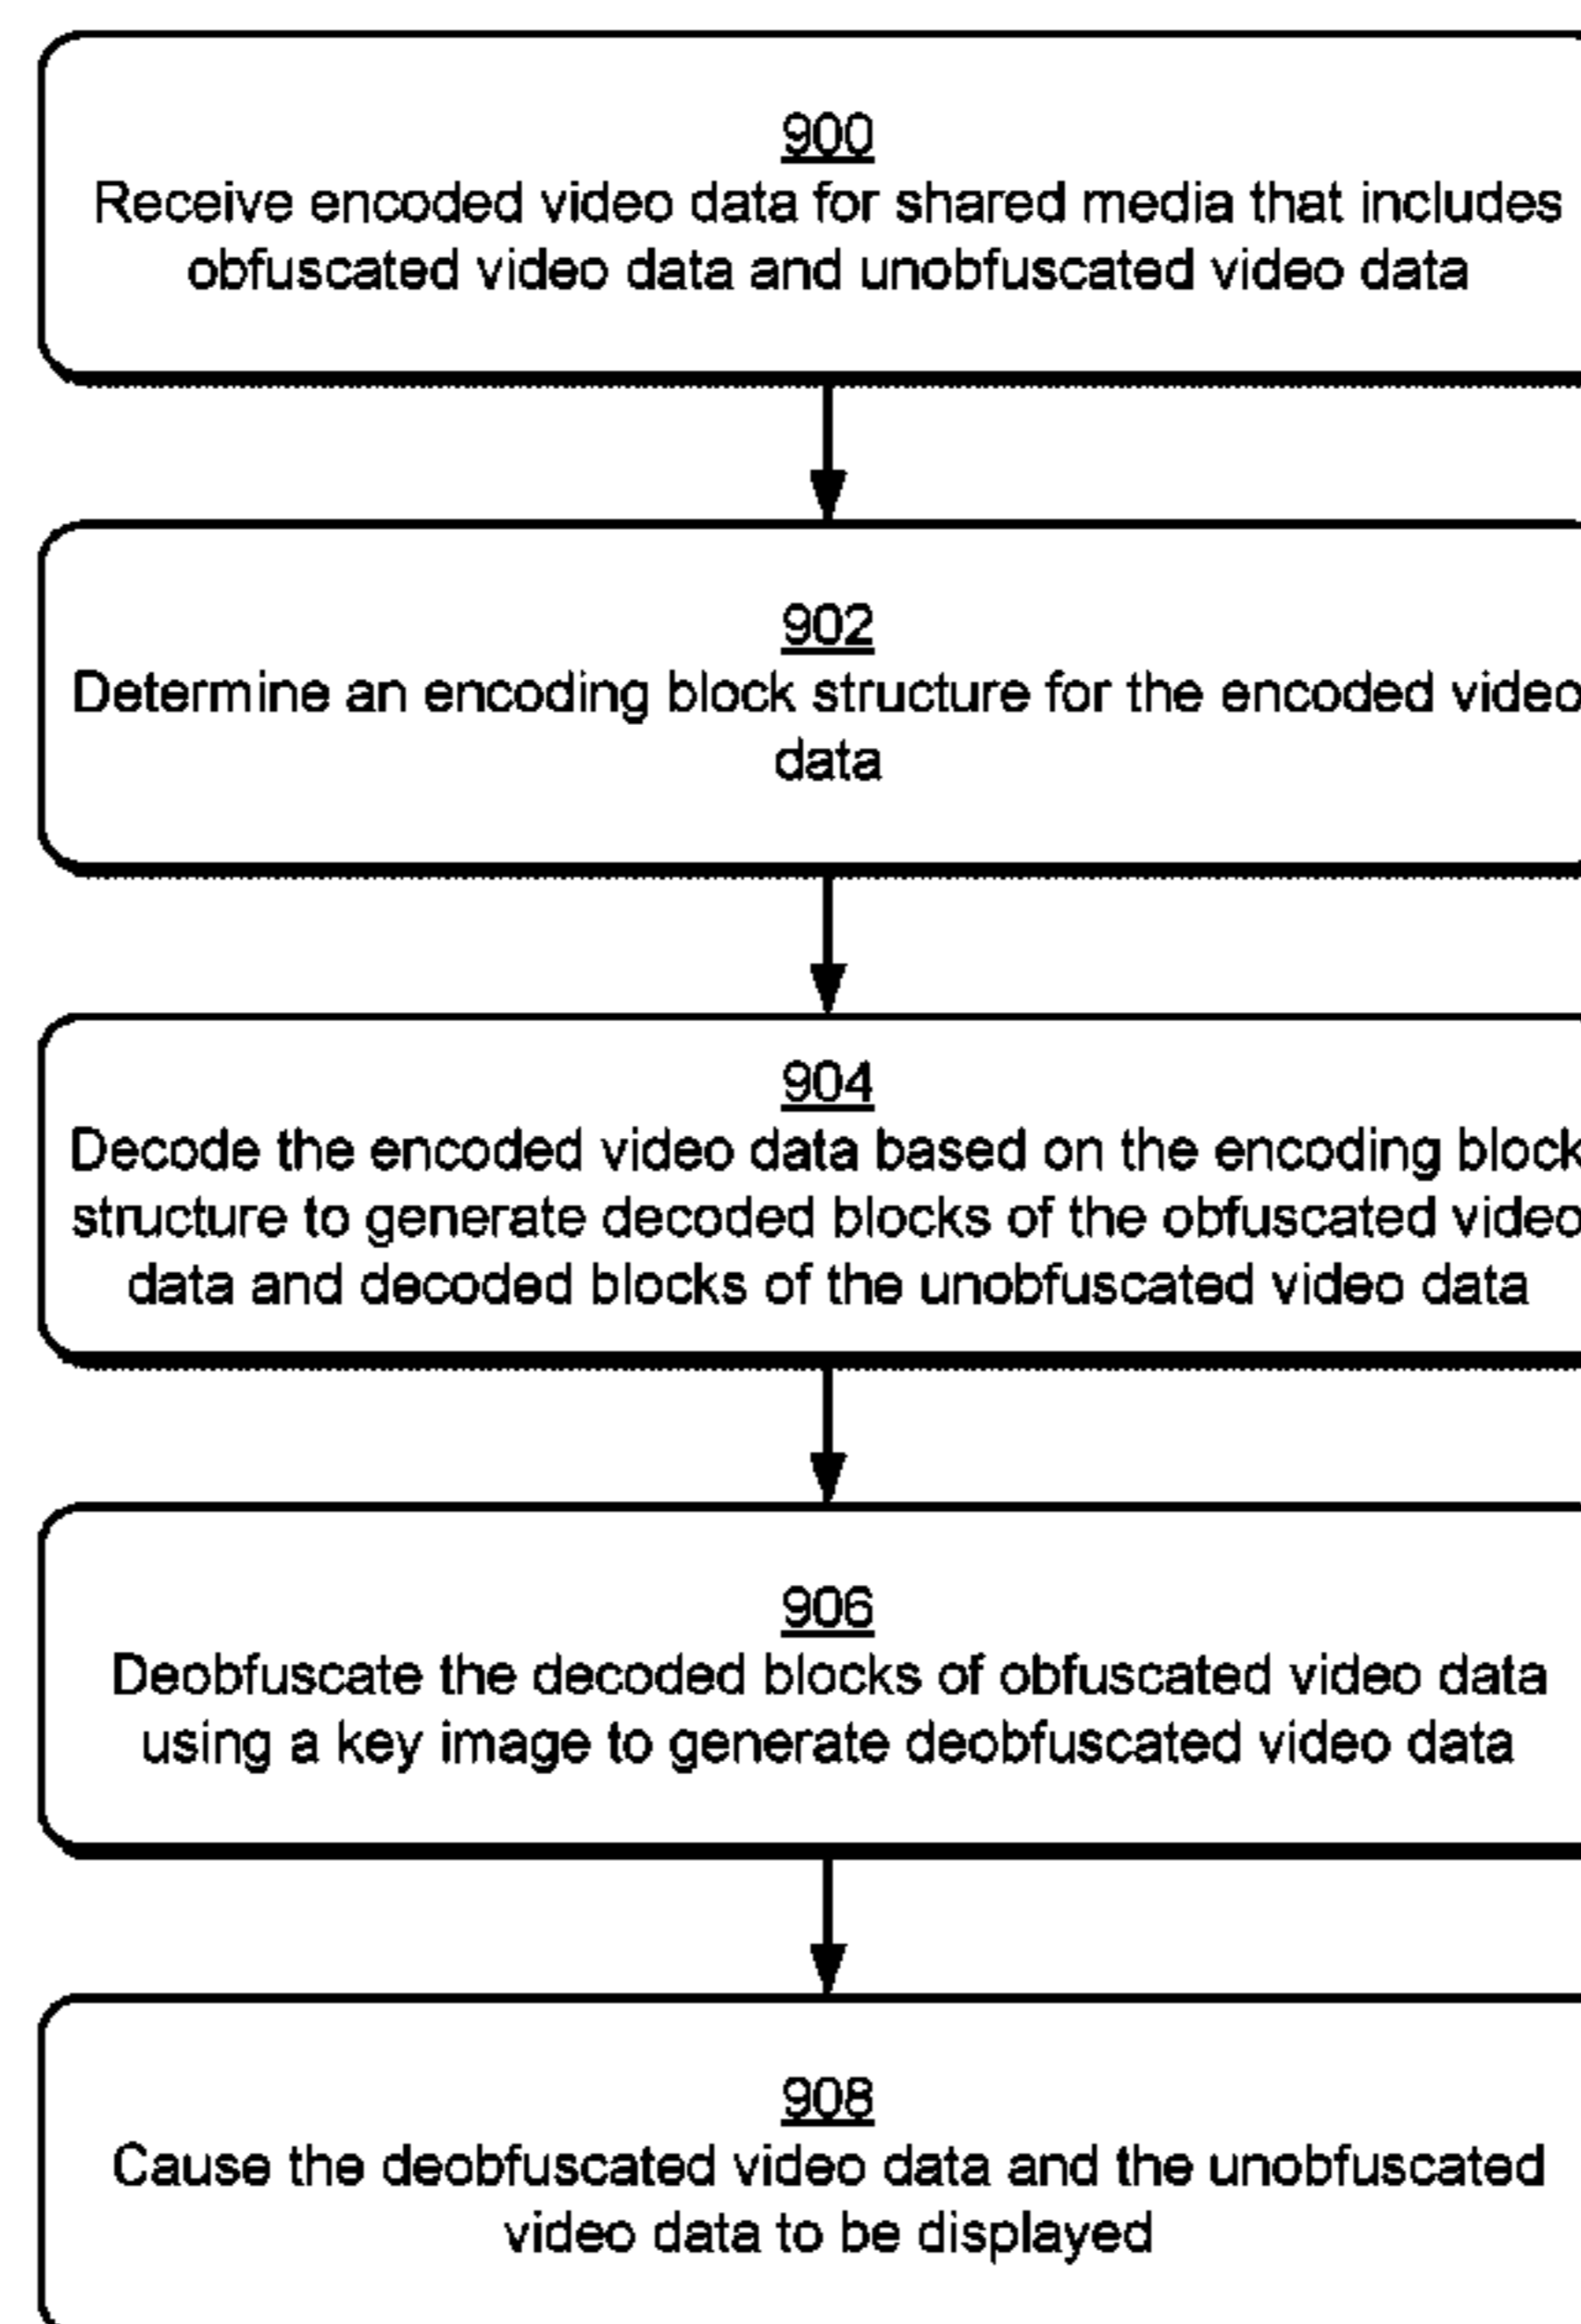 900
Receive encoded video data for shared media that includes
obfuscated video data and unobfuscated video data
902
Determine an encoding block structure for the encoded video
data
904
Decode the encoded video data based on the encoding block
structure to generate decoded blocks of the obfuscated video
data and decoded blocks of the unobfuscated video data
906
Deobfuscate the decoded blocks of obfuscated video data
using a key image to generate deobfuscated video data
908
Cause the deobfuscated video data and the unobfuscated
video data to be displayed